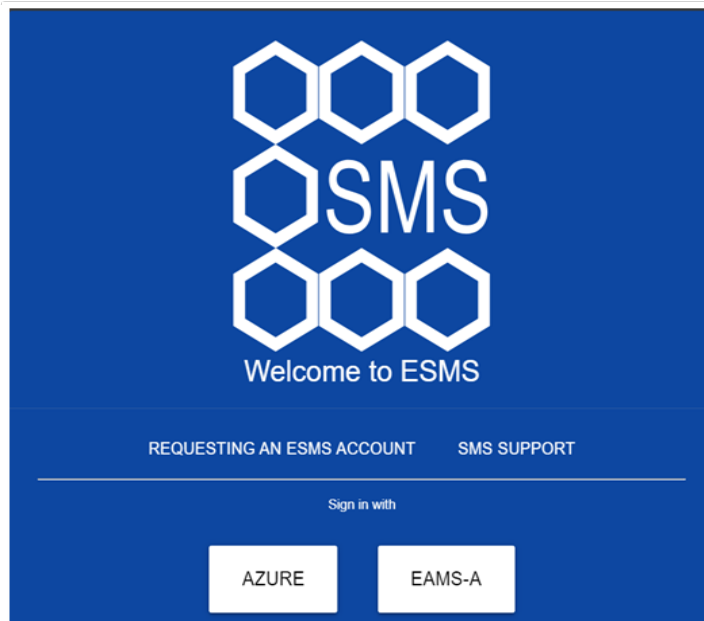 SMS
Welcome to ESMS
REQUESTING AN ESMS ACCOUNT SMS SUPPORT
Sign in with
AZURE EAMS-A